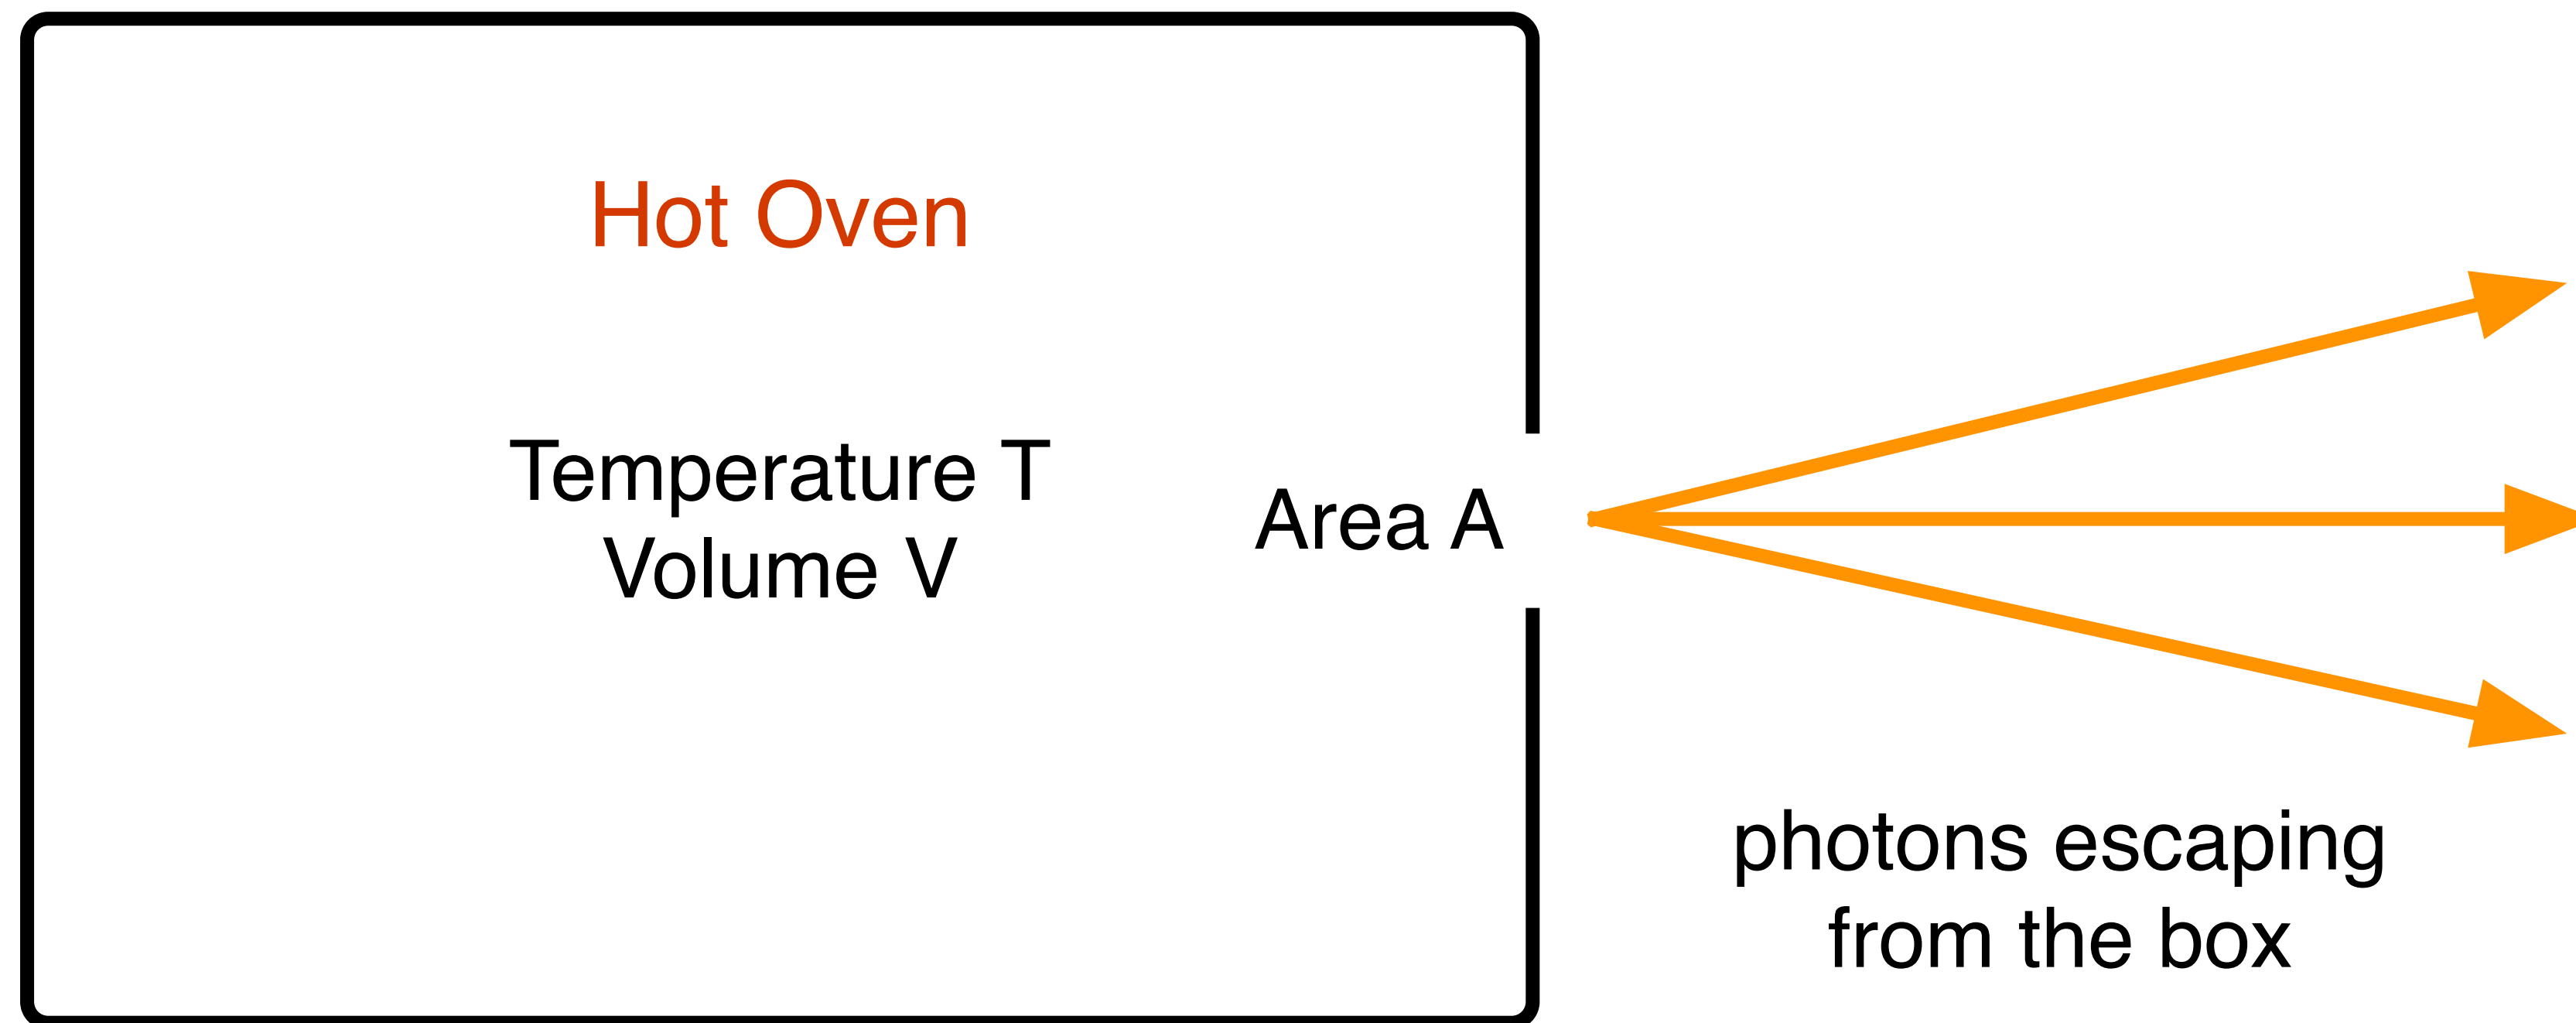 Hot Oven
Temperature T
Volume V
Area A
photons escaping
from the box